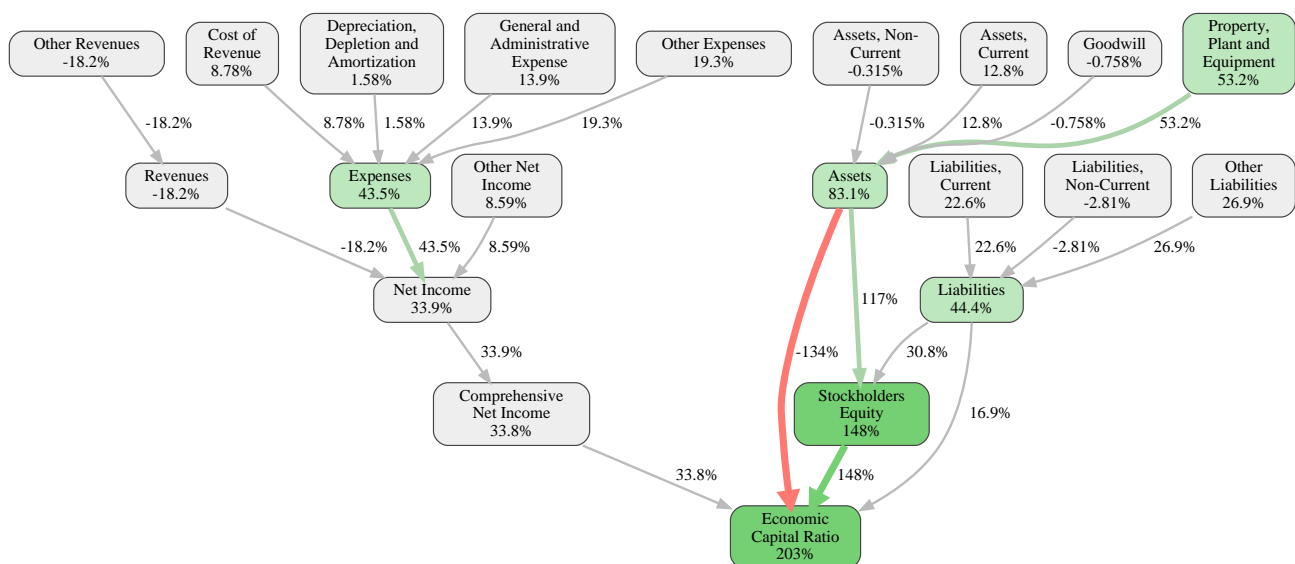 Other Revenues
-18.2%
Cost of
Revenue
8.78%
Depreciation,
Depletion and
Amortization
1.58%
General and
Administrative
Expense
13.9%
Other Expenses
19.3%
Assets, Non-
Current
-0.315%
Assets,
Current
12.8%
Goodwill
-0.758%
Property,
Plant and
Equipment
53.2%
-18.2%
8.78%
1.58%
13.9%
19.3%
-0.315%
12.8%
-0.758%
53.2%
Revenues
-18.2%
Expenses
43.5%
Other Net
Income
8.59%
Assets
83.1%
Liabilities,
Current
22.6%
Liabilities,
Non-Current
-2.81%
Other
Liabilities
26.9%
-18.2%
43.5%
8.59%
22.6%
-2.81%
26.9%
Net Income
33.9%
117%
Liabilities
44.4%
33.9%
-134%
30.8%
Comprehensive
Net Income
33.8%
Stockholders
Equity
148%
16.9%
33.8%
148%
Economic
Capital Ratio
203%